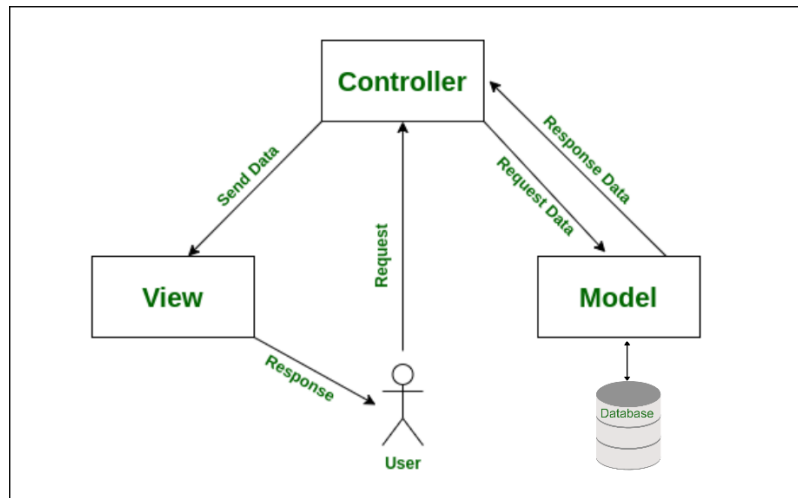 Controller
Send Data
Request
Request Data
Response Data
View
Model
Response
Database
User